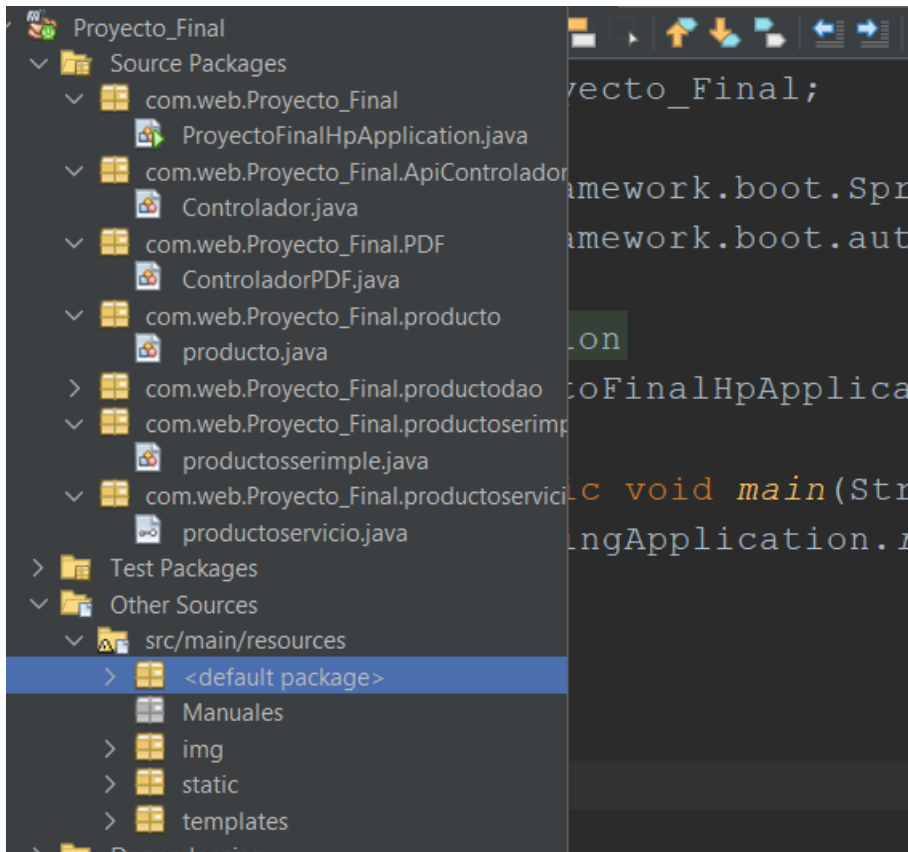 Proyecto_Final
Source Packages
com.web.Proyecto_Final
ProyectoFinalHpApplication.java
com.web.Proyecto_Final.ApiControlador
Controlador.java
com.web.Proyecto_Final.PDF
ControladorPDF.java
com.web.Proyecto_Final.producto
producto.java
com.web.Proyecto_Final.productodao
com.web.Proyecto_Final.productoserimp
productosserimple.java
com.web.Proyecto_Final.productoservici
productoservicio.java
Test Packages
Other Sources
src/main/resources
<default package>
Manuales
img
static
templates
yecto_Final;
amework.boot.Spr
amework.boot.aut
ion
toFinalHpApplica
ic void main(Str
ingApplication.r